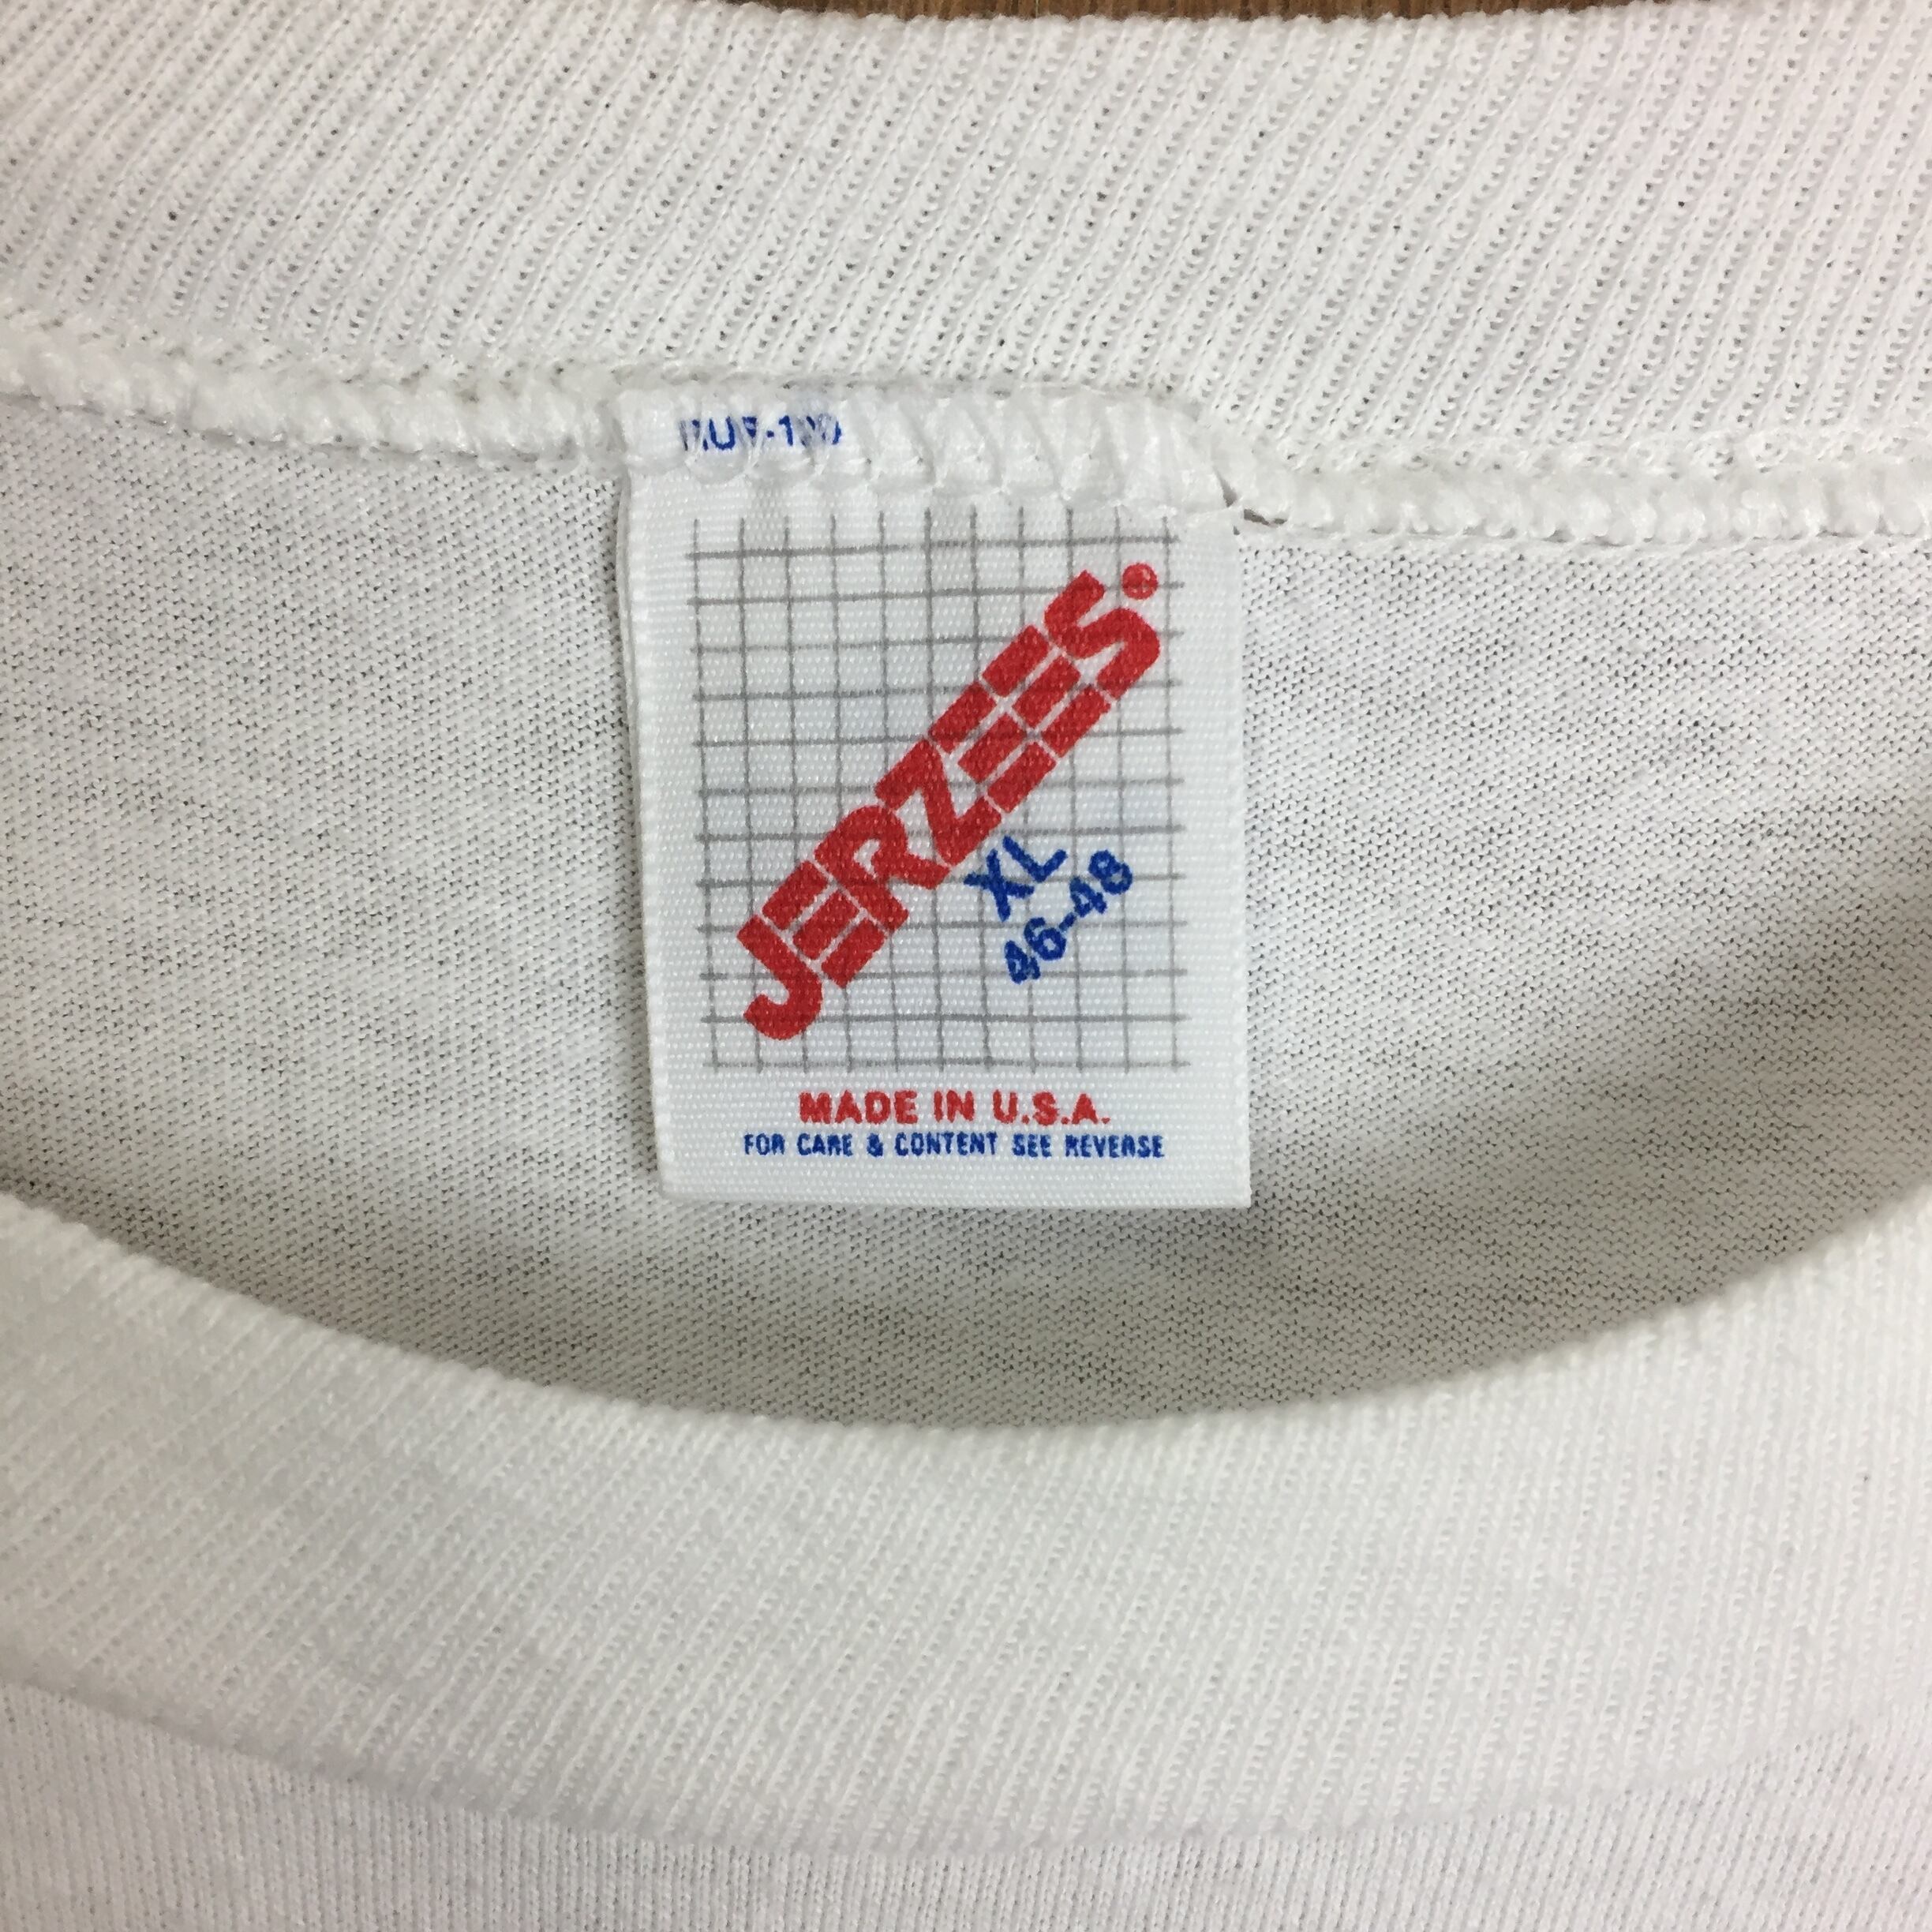 JERZEES®
XL
46-48
MADE IN U.S.A.
FOR CARE & CONTENT SEE REVERSE